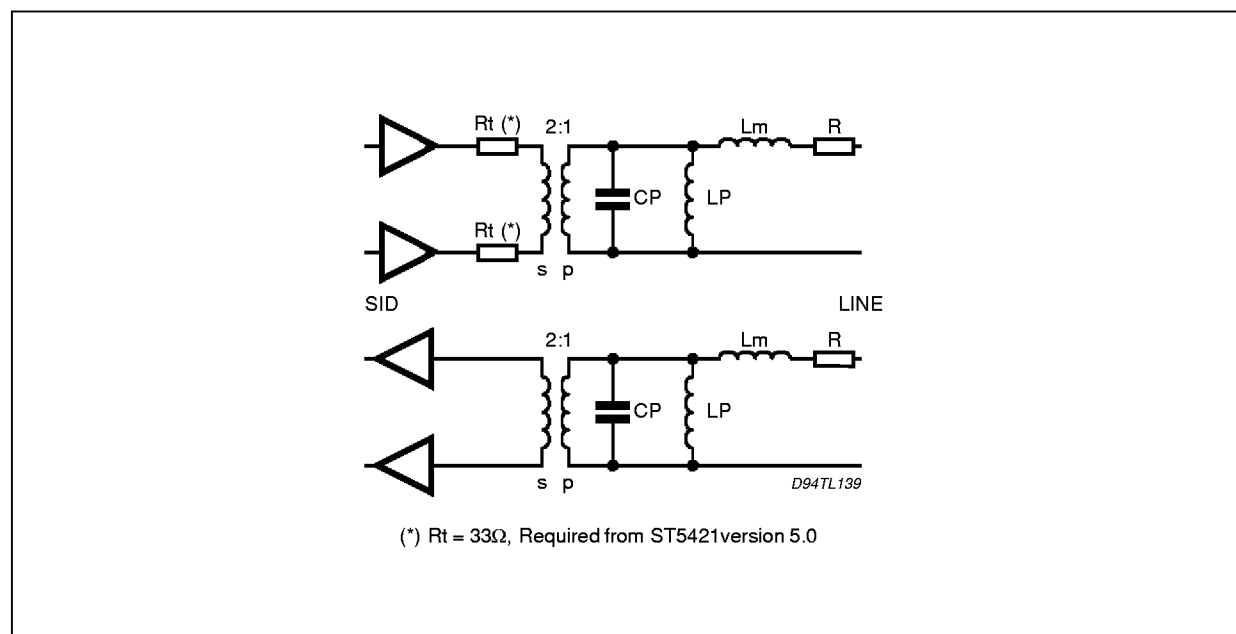 Rt (*) 2:1 Lm R
CP LP
Rt (*)
s p
SID LINE
2:1 Lm R
CP LP
s p D94TL139
(*) Rt = 33Ω, Required from ST5421version 5.0